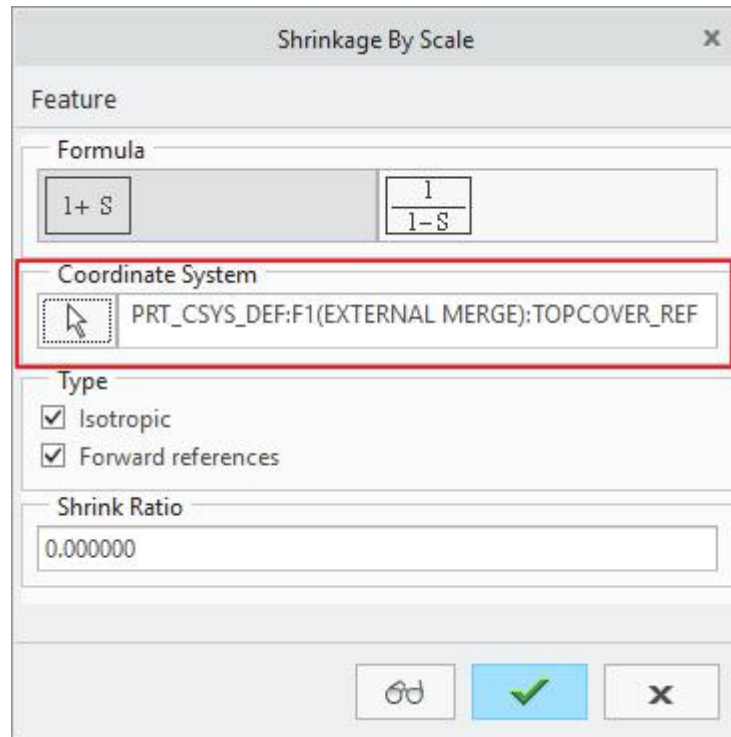 Shrinkage By Scale
Feature
Formula
1+ S
1
1-S
Coordinate System
PRT_CSYS_DEF:F1(EXTERNAL MERGE):TOPCOVER_REF
Type
Isotropic
Forward references
Shrink Ratio
0.000000